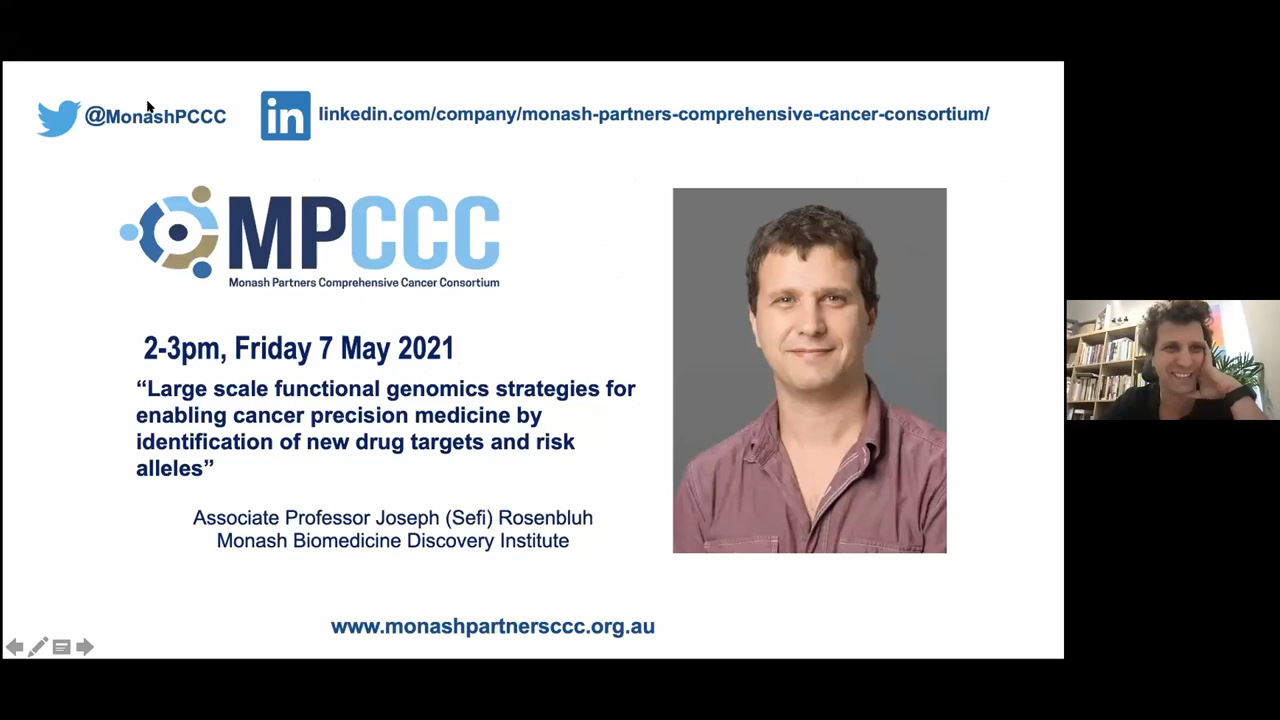 @MonashPCCC
in linkedin.com/company/monash-partners-comprehensive-cancer-consortium/
MPCCC
Monash Partners Comprehensive Cancer Consortium
2-3pm, Friday 7 May 2021
“Large scale functional genomics strategies for
enabling cancer precision medicine by
identification of new drug targets and risk
alleles”
Associate Professor Joseph (Sefi) Rosenbluh
Monash Biomedicine Discovery Institute
www.monashpartnersccc.org.au